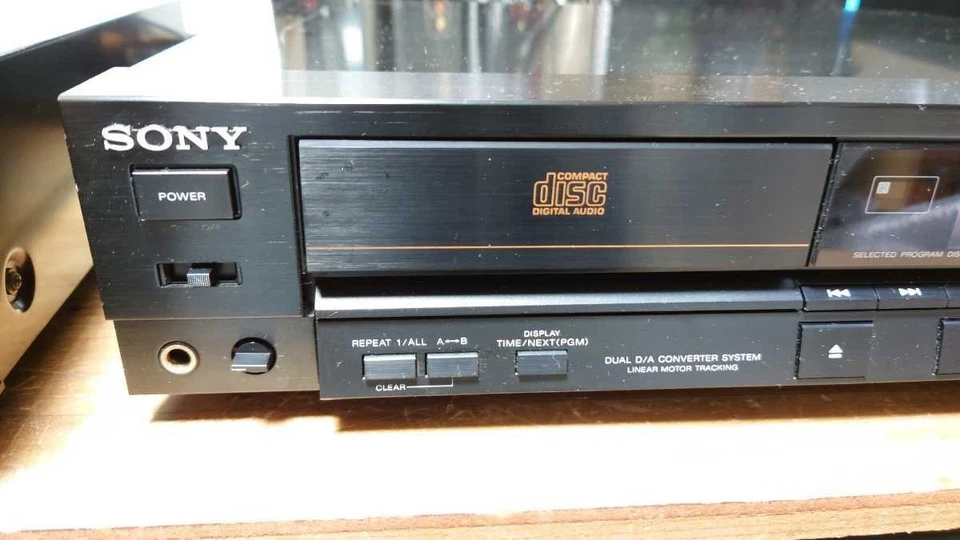 SONY
POWER
COMPACT
disc
DIGITAL AUDIO
SELECTED PROGRAM
REPEAT 1/ALL A↔B
CLEAR
DISPLAY
TIME/NEXT(PGM)
DUAL D/A CONVERTER SYSTEM
LINEAR MOTOR TRACKING